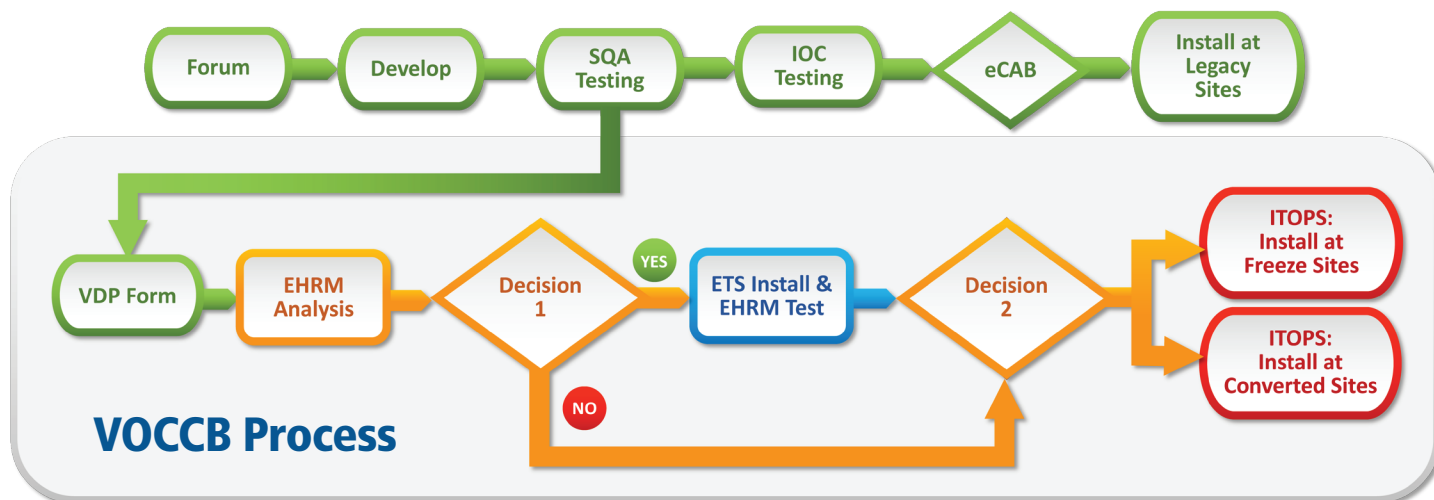 Forum
Develop
SQA
Testing
IOC
Testing
eCAB
Install at
Legacy
Sites
VDP Form
EHRM
Analysis
Decision
1
YES
NO
ETS Install &
EHRM Test
Decision
2
ITOPS:
Install at
Freeze Sites
ITOPS:
Install at
Converted Sites
VOCCB Process